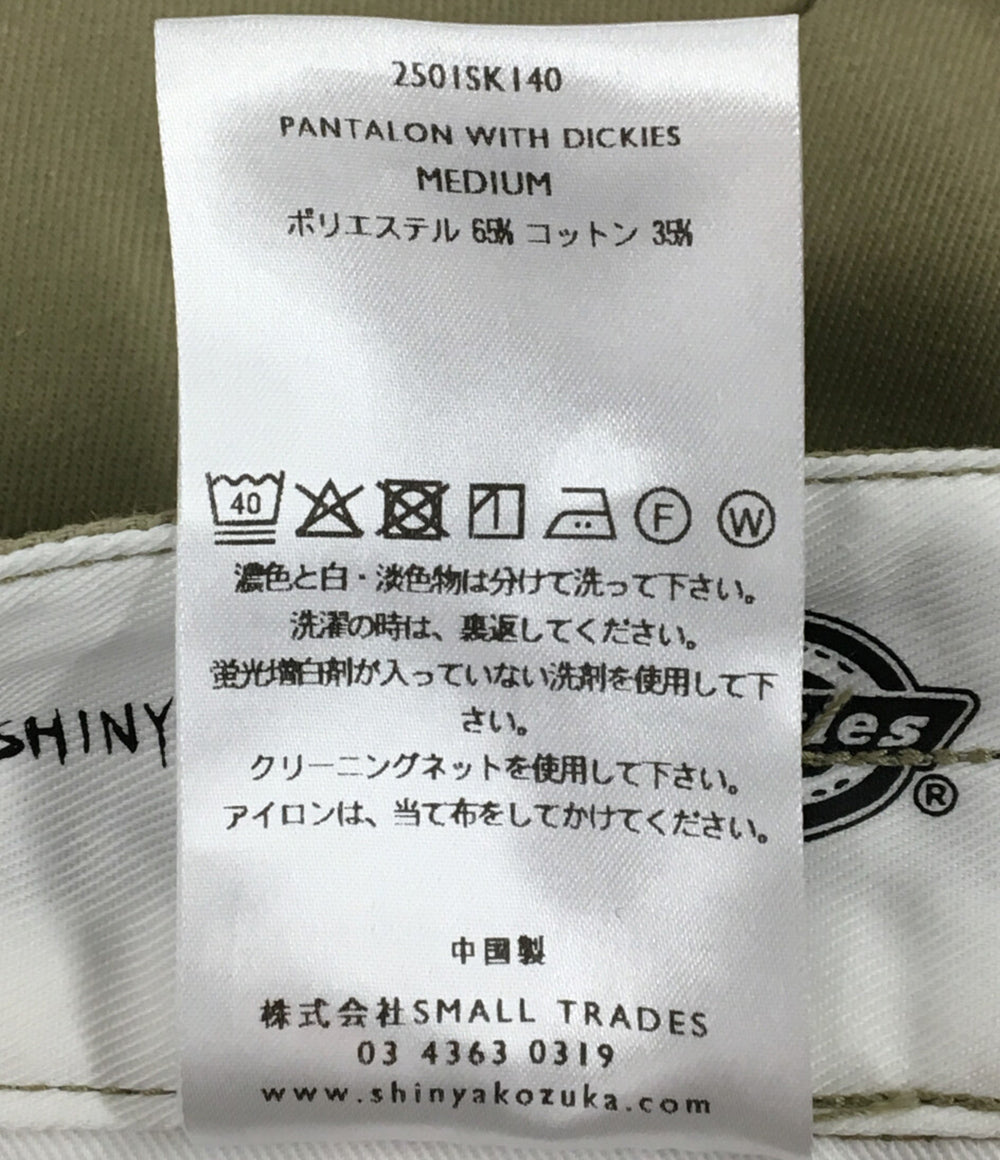 2501SK140
PANTALON WITH DICKIES
MEDIUM
ポリエステル 65% コットン 35%
40 F W
濃色と白・淡色物は分けて洗って下さい。
洗濯の時は、裏返してください。
蛍光増白剤が入っていない洗剤を使用して下
さい。
クリーニングネットを使用して下さい。
アイロンは、当て布をしてかけてください。
SHINY
ies
®
中国製
株式会社SMALL TRADES
03 4363 0319
www.shinyakozuka.com